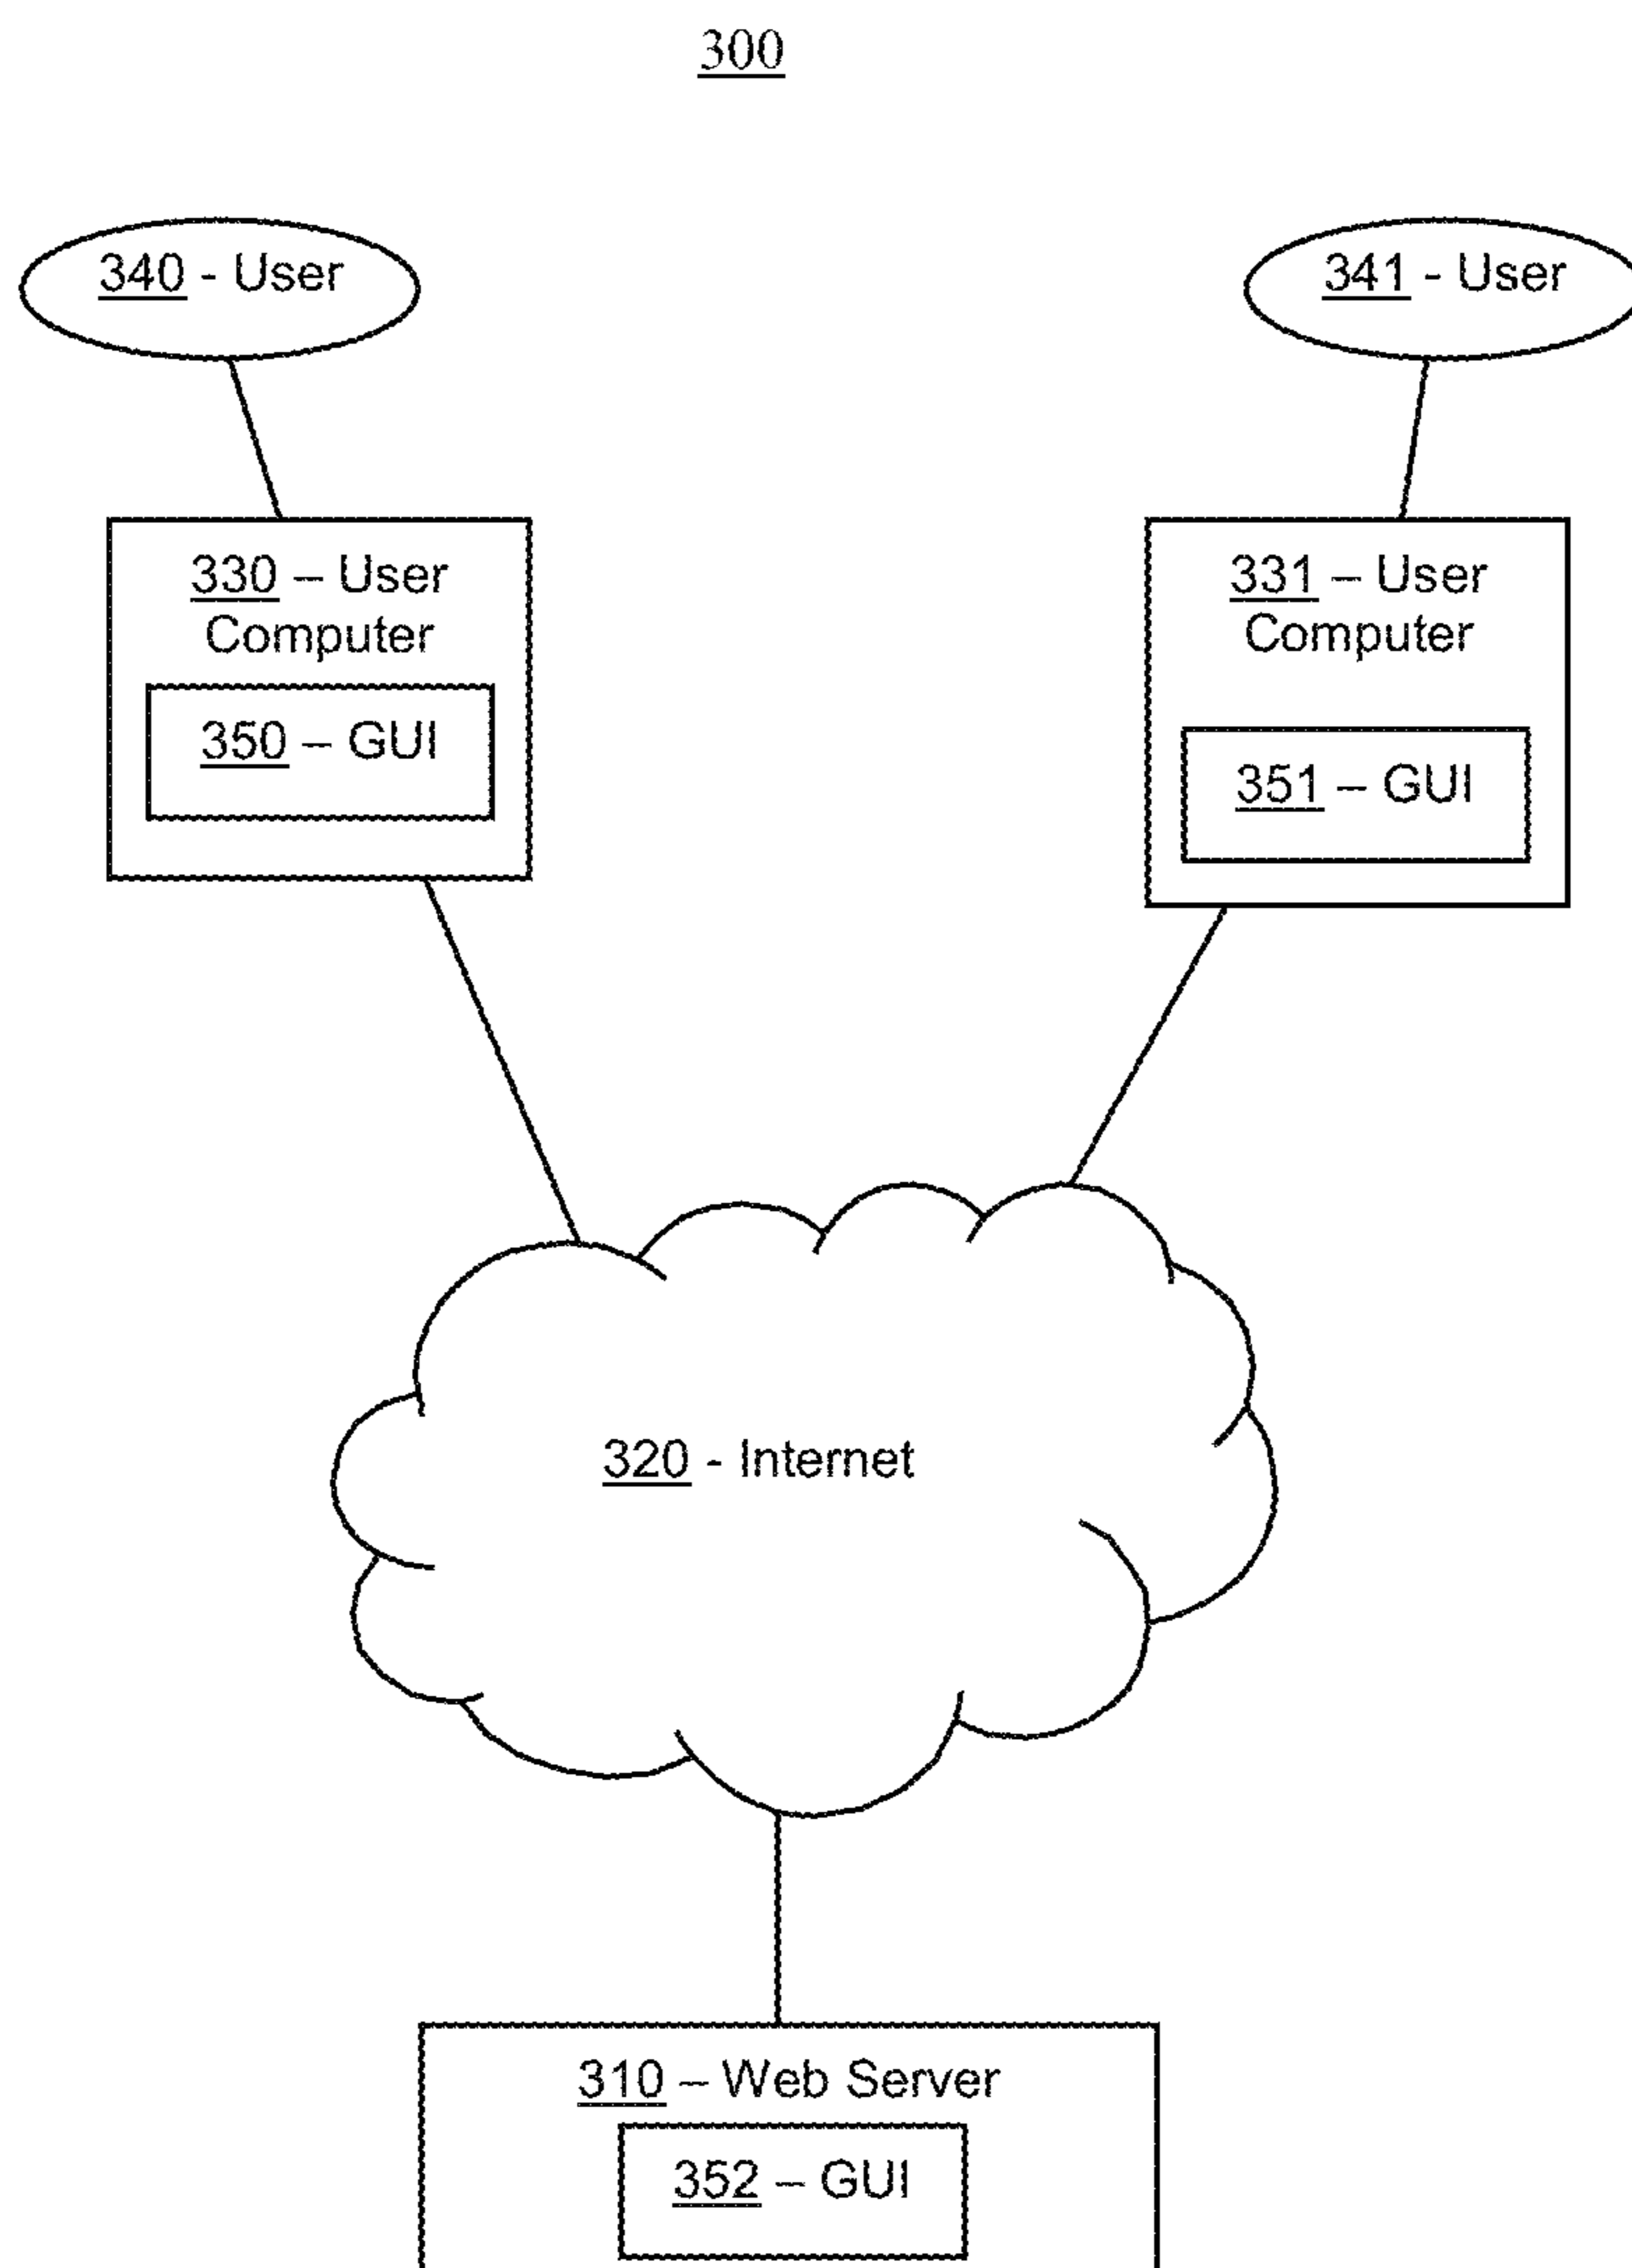 300
340 - User
341 - User
330 – User
Computer
350 – GUI
331 – User
Computer
351 – GUI
320 - Internet
310 – Web Server
352 – GUI